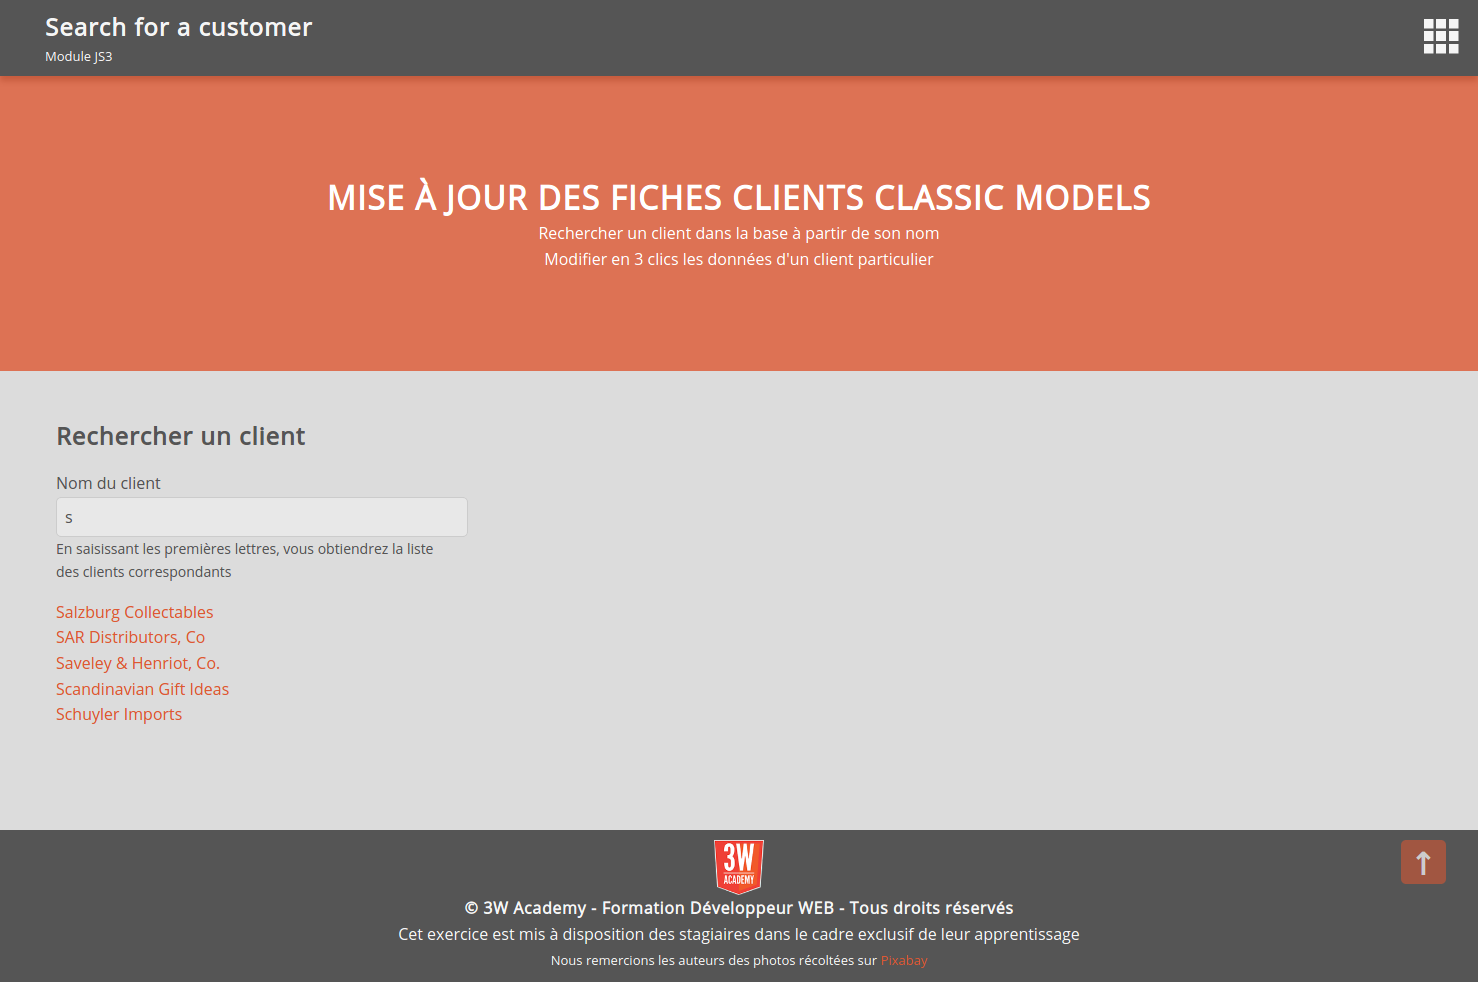 Search for a customer
Module JS3
MISE À JOUR DES FICHES CLIENTS CLASSIC MODELS
Rechercher un client dans la base à partir de son nom
Modifier en 3 clics les données d'un client particulier
Rechercher un client
Nom du client
s
En saisissant les premières lettres, vous obtiendrez la liste
des clients correspondants
Salzburg Collectables
SAR Distributors, Co
Saveley & Henriot, Co.
Scandinavian Gift Ideas
Schuyler Imports
3W
ACADEMY
© 3W Academy - Formation Développeur WEB - Tous droits réservés
Cet exercice est mis à disposition des stagiaires dans le cadre exclusif de leur apprentissage
Nous remercions les auteurs des photos récoltées sur Pixabay